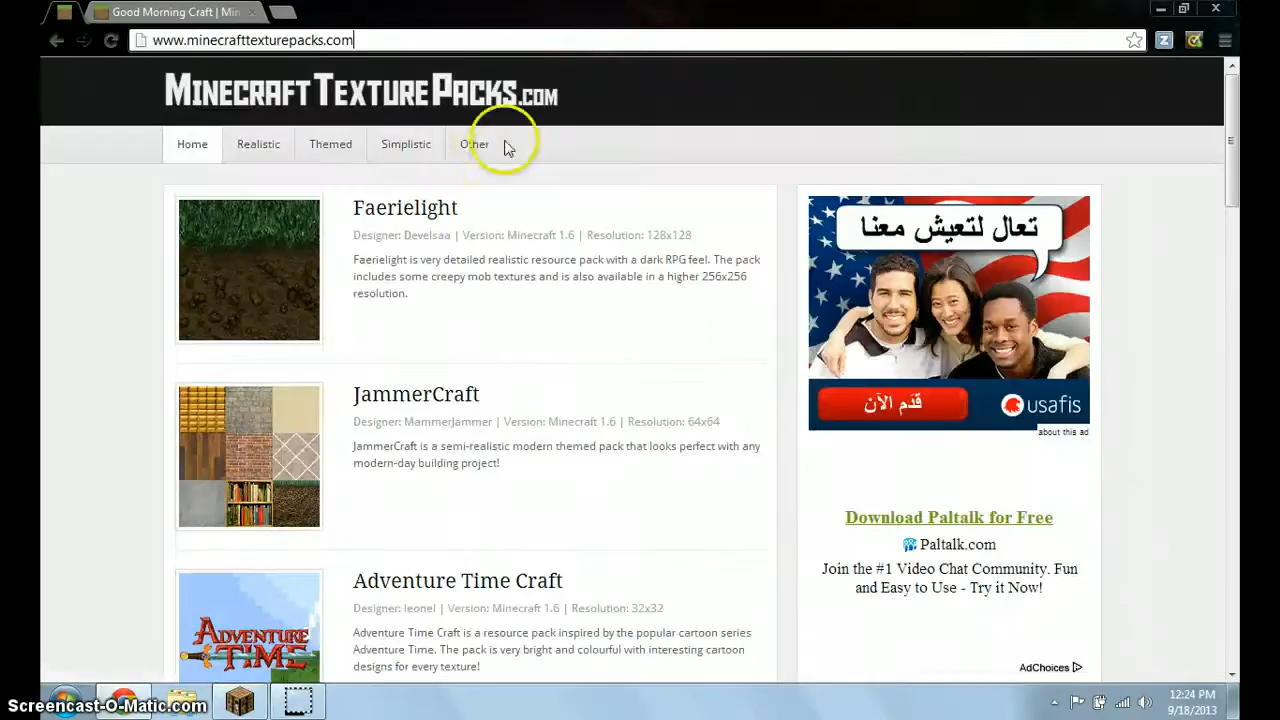 Good Morning Craft | Min
www.minecrafttexturepacks.com
MINECRAFTTEXTUREPACKS.COM
Home
Realistic
Themed
Simplistic
Other
Faerielight
Designer: Develsaa | Version: Minecraft 1.6 | Resolution: 128x128
Faerielight is very detailed realistic resource pack with a dark RPG feel. The pack
includes some creepy mob textures and is also available in a higher 256x256
resolution.
JammerCraft
Designer: MammerJammer | Version: Minecraft 1.6 | Resolution: 64x64
JammerCraft is a semi-realistic modern themed pack that looks perfect with any
modern-day building project!
ADVENTURE
TIME
Adventure Time Craft
Designer: leonel | Version: Minecraft 1.6 | Resolution: 32x32
Adventure Time Craft is a resource pack inspired by the popular cartoon series
Adventure Time. The pack is very bright and colourful with interesting cartoon
designs for every texture!
تعال لتعيش معنا
قدّم الآن
usafis
about this ad
Download Paltalk for Free
Paltalk.com
Join the #1 Video Chat Community. Fun
and Easy to Use - Try it Now!
AdChoices
Screencast-O-Matic.com
12:24 PM
9/18/2013